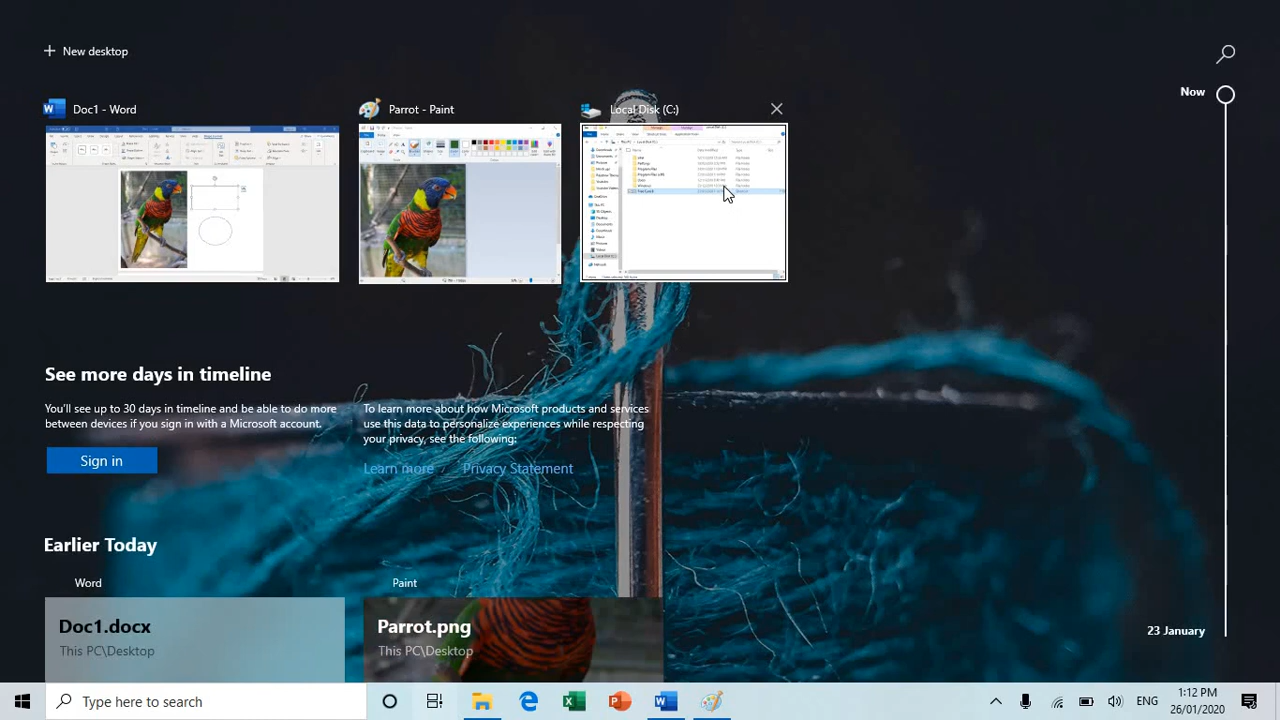 New desktop
Now
Doc1 - Word
Parrot - Paint
Local Disk (C:)
See more days in timeline
You'll see up to 30 days in timeline and be able to do more
between devices if you sign in with a Microsoft account.
Sign in
To learn more about how Microsoft products and services
use this data to personalize experiences while respecting
your privacy, see the following:
Learn more / Privacy Statement
Earlier Today
Word
Paint
Doc1.docx
This PC\Desktop
Parrot.png
This PC\Desktop
23 January
Type here to search
ENG
1:12 PM
26/01/2020